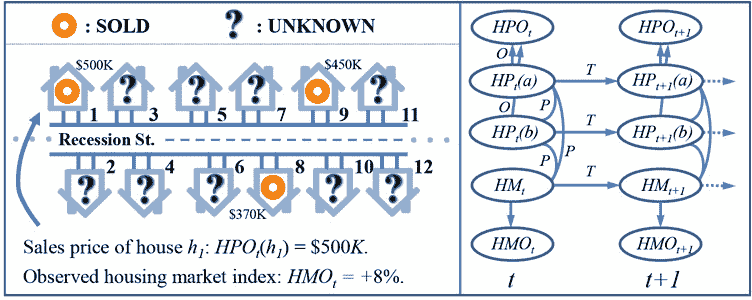 : SOLD
? : UNKNOWN
$500K
$450K
? ? ? ?
1 3 5 7 9 11
Recession St.
2 4 6 8 10 12
? ? ? ? ?
$370K
Sales price of house h1: HPOt(h1) = $500K.
Observed housing market index: HMOt = +8%.
HPOt HPOt+1
O
HPt(a) T HPt+1(a)
O P
HPt(b) T HPt+1(b)
P P
HMt T HMt+1
HMOt HMOt+1
t t+1